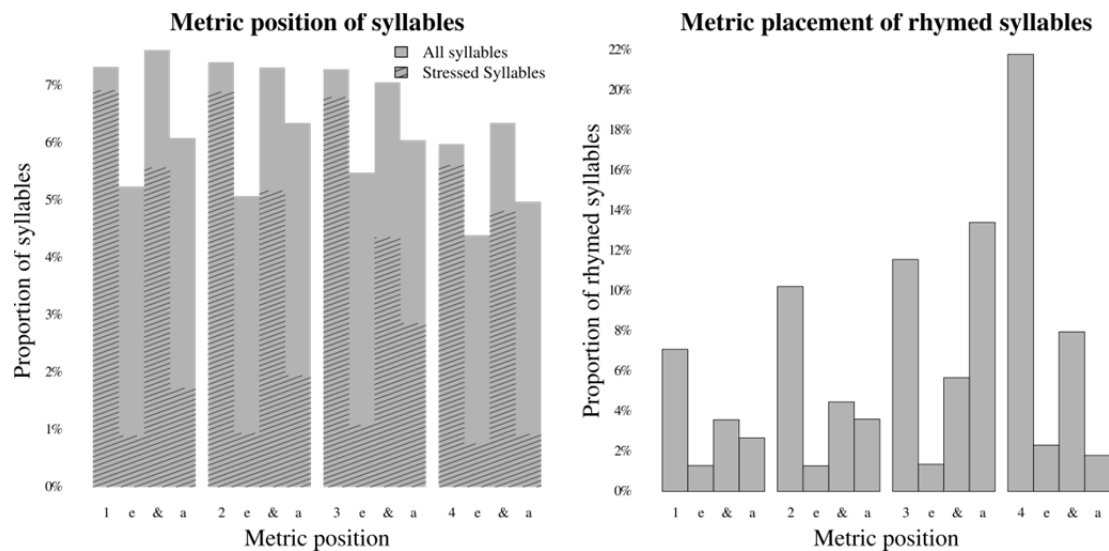 Metric position of syllables
All syllables
Stressed Syllables
Proportion of syllables
7%
6%
5%
4%
3%
2%
1%
0%
1 e & a 2 e & a 3 e & a 4 e & a
Metric position
Metric placement of rhymed syllables
Proportion of rhymed syllables
22%
20%
18%
16%
14%
12%
10%
8%
6%
4%
2%
0%
1 e & a 2 e & a 3 e & a 4 e & a
Metric position